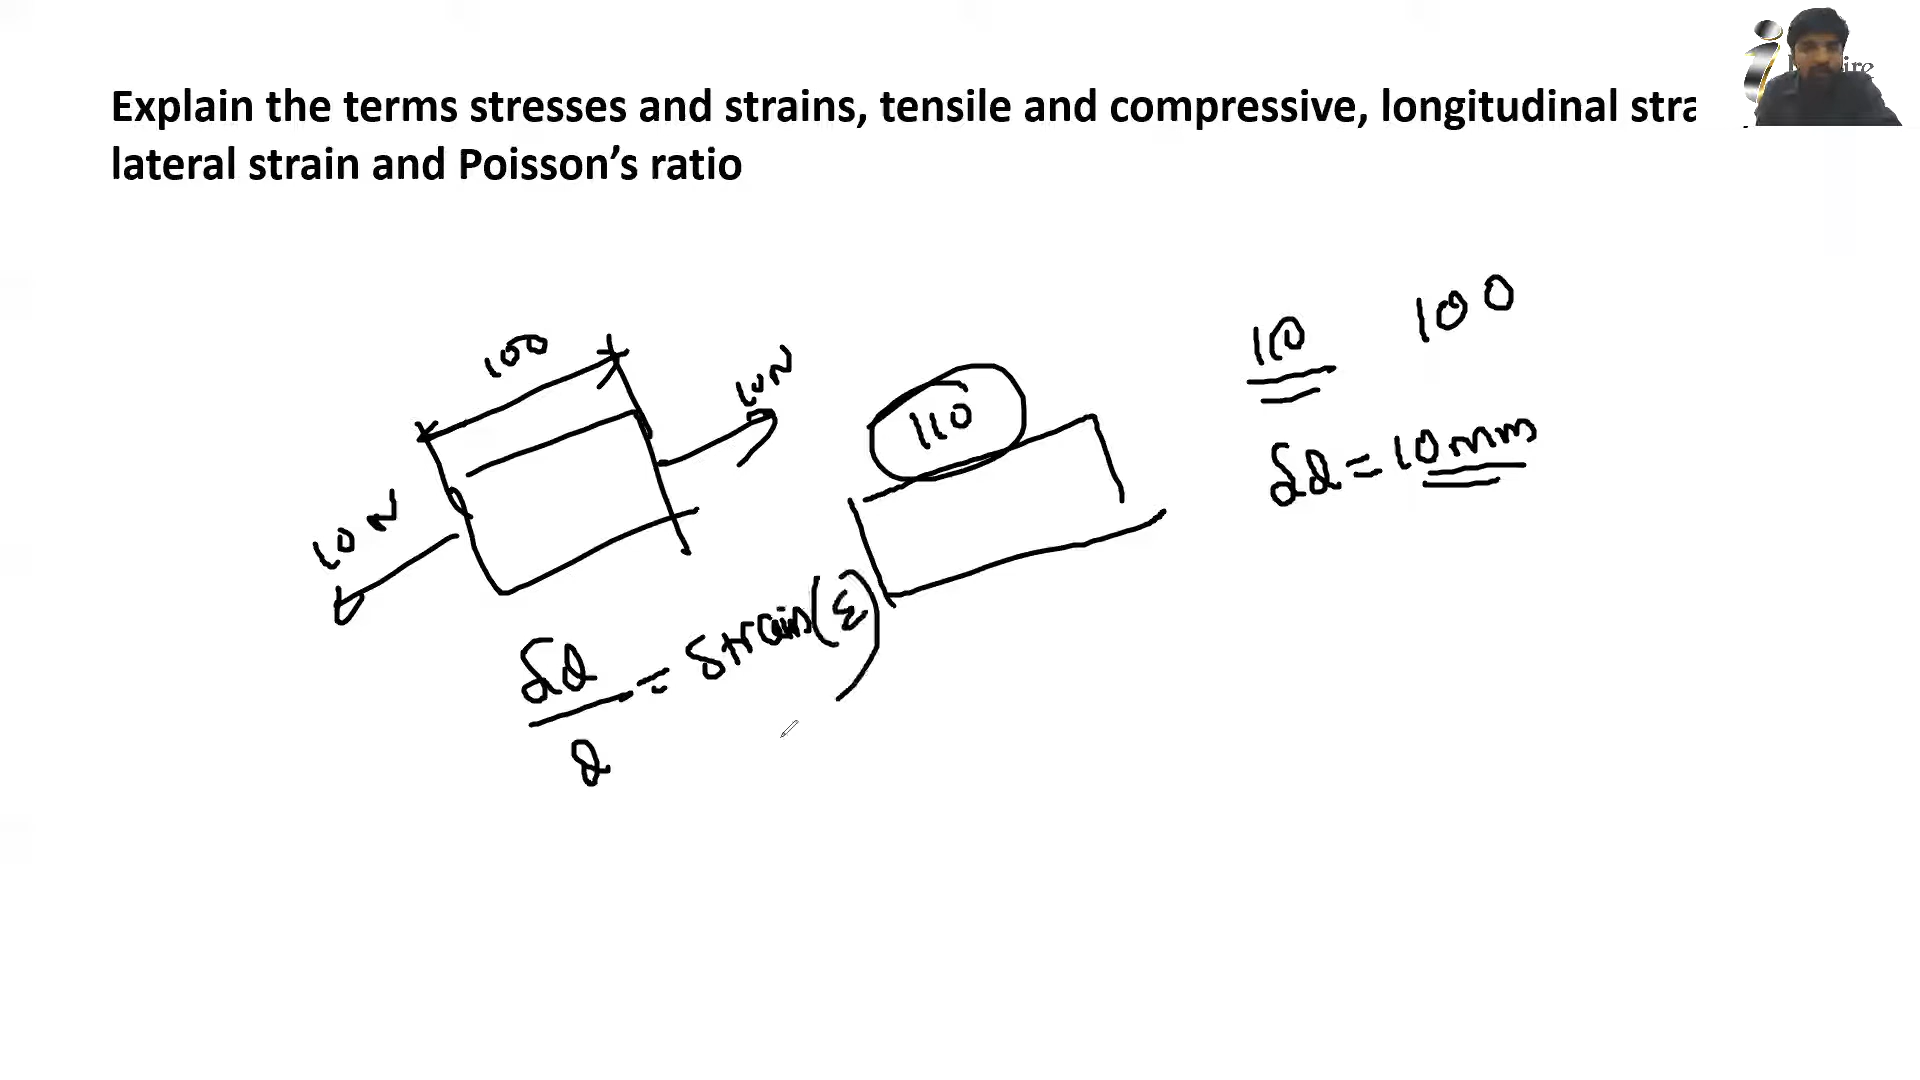 Explain the terms stresses and strains, tensile and compressive, longitudinal stra
lateral strain and Poisson's ratio
100
10N
10N
110
110 100
δl = 10mm
δl
= strain(ε)
l